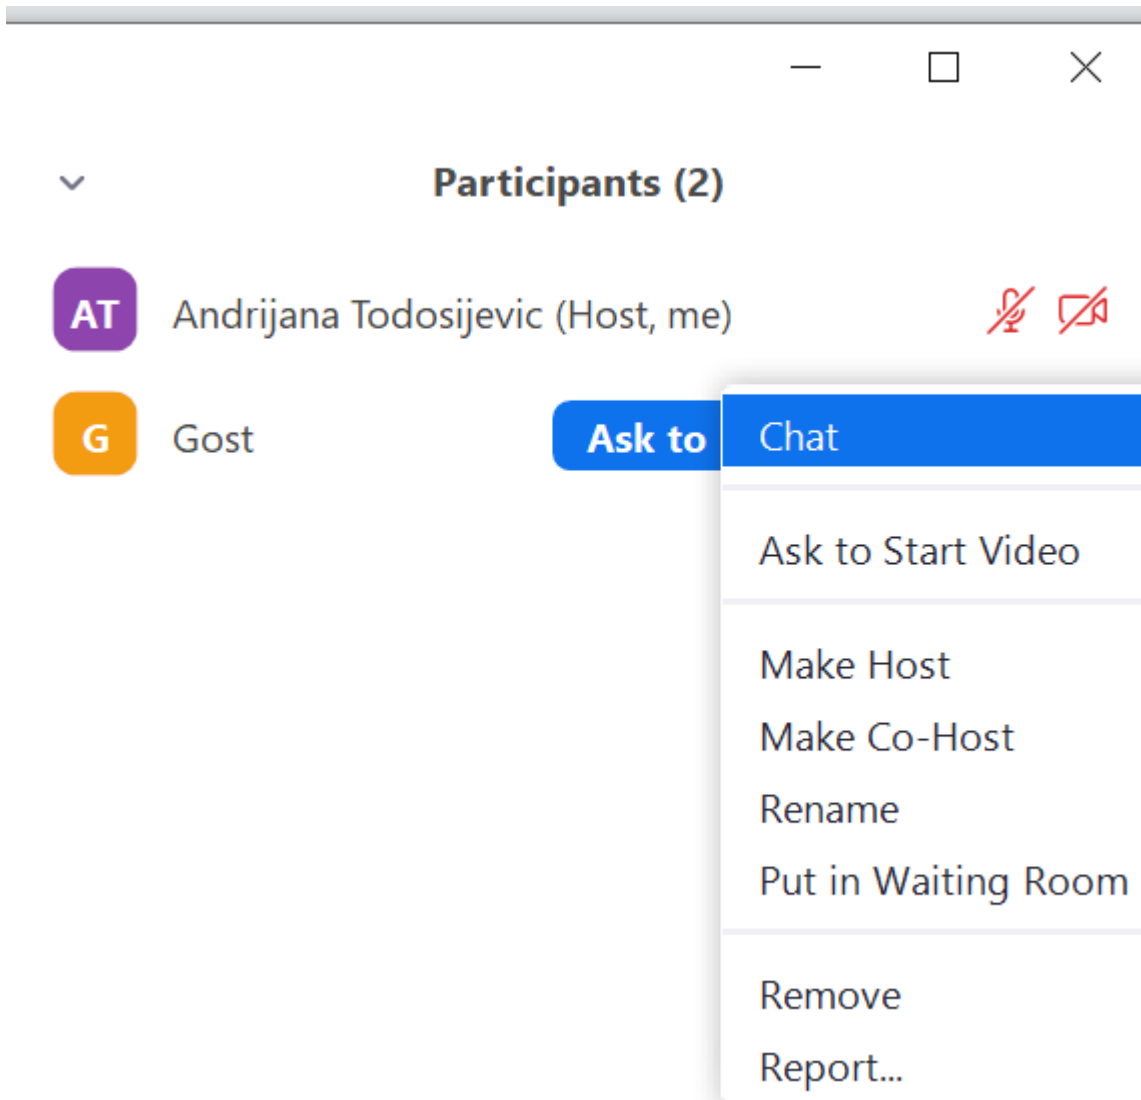 Participants (2)
AT Andrijana Todosijevic (Host, me)
G Gost Ask to
Chat
Ask to Start Video
Make Host
Make Co-Host
Rename
Put in Waiting Room
Remove
Report...